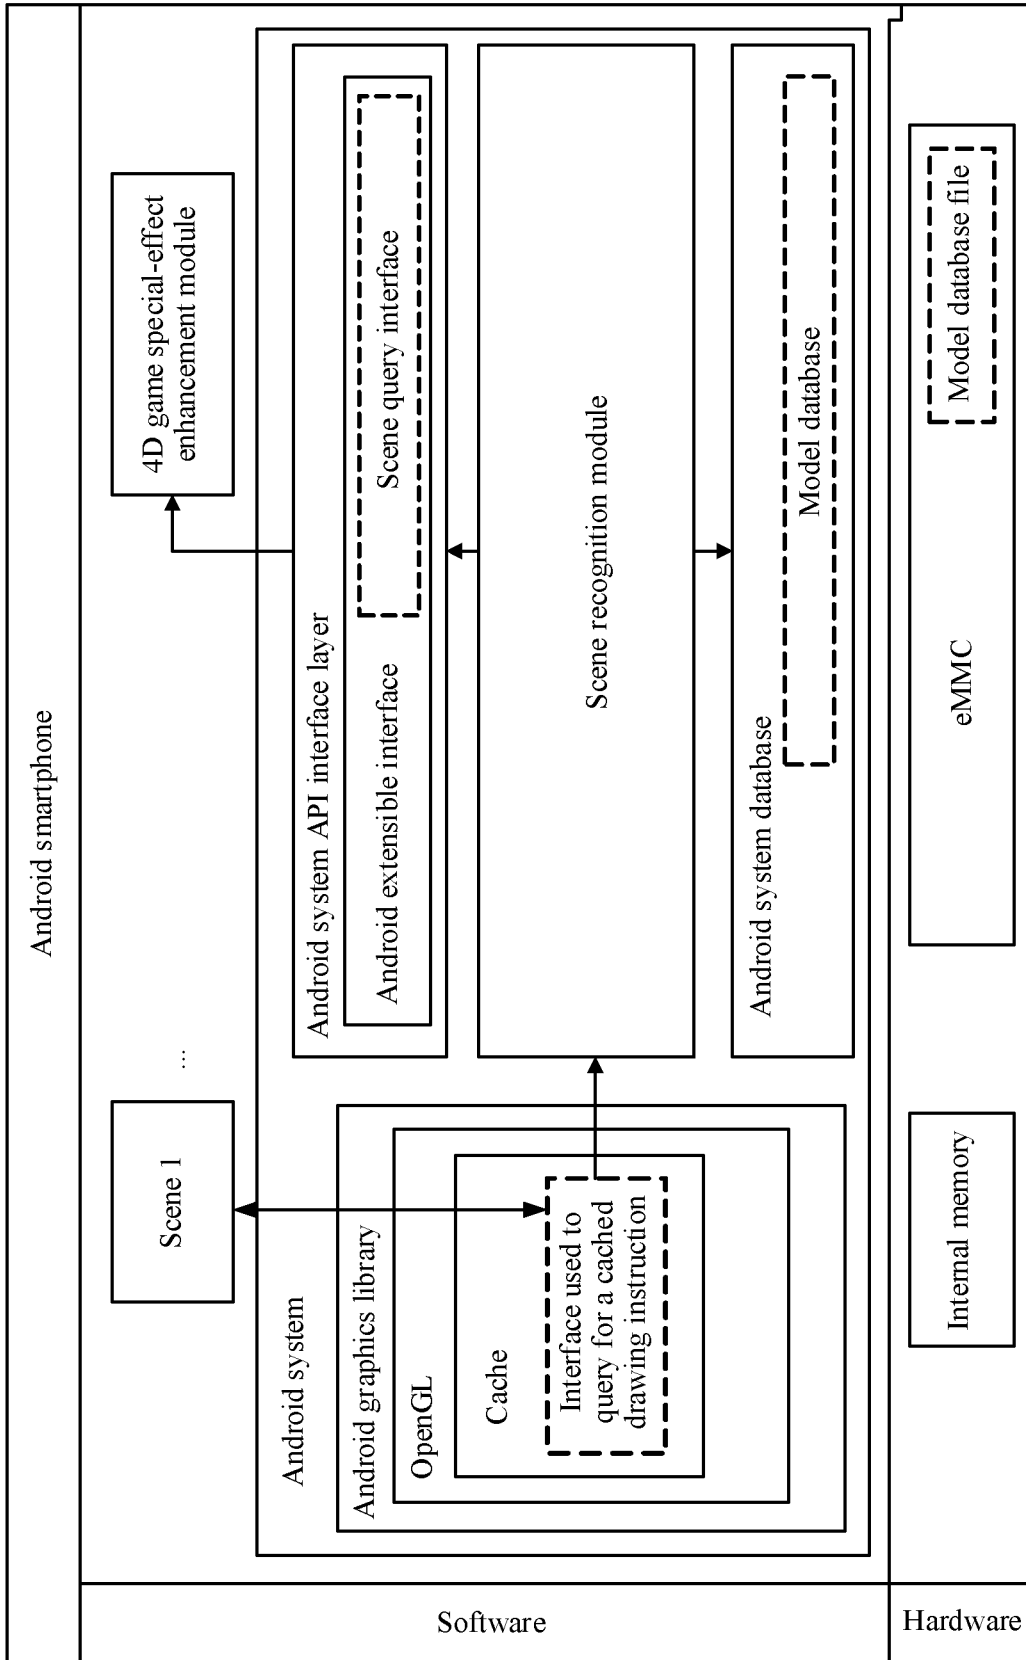 Android smartphone
Software
Scene 1
...
4D game special-effect
enhancement module
Android system
Android graphics library
OpenGL
Cache
Interface used to
query for a cached
drawing instruction
Android system API interface layer
Android extensible interface
Scene query interface
Scene recognition module
Android system database
Model database
Hardware
Internal memory
eMMC
Model database file